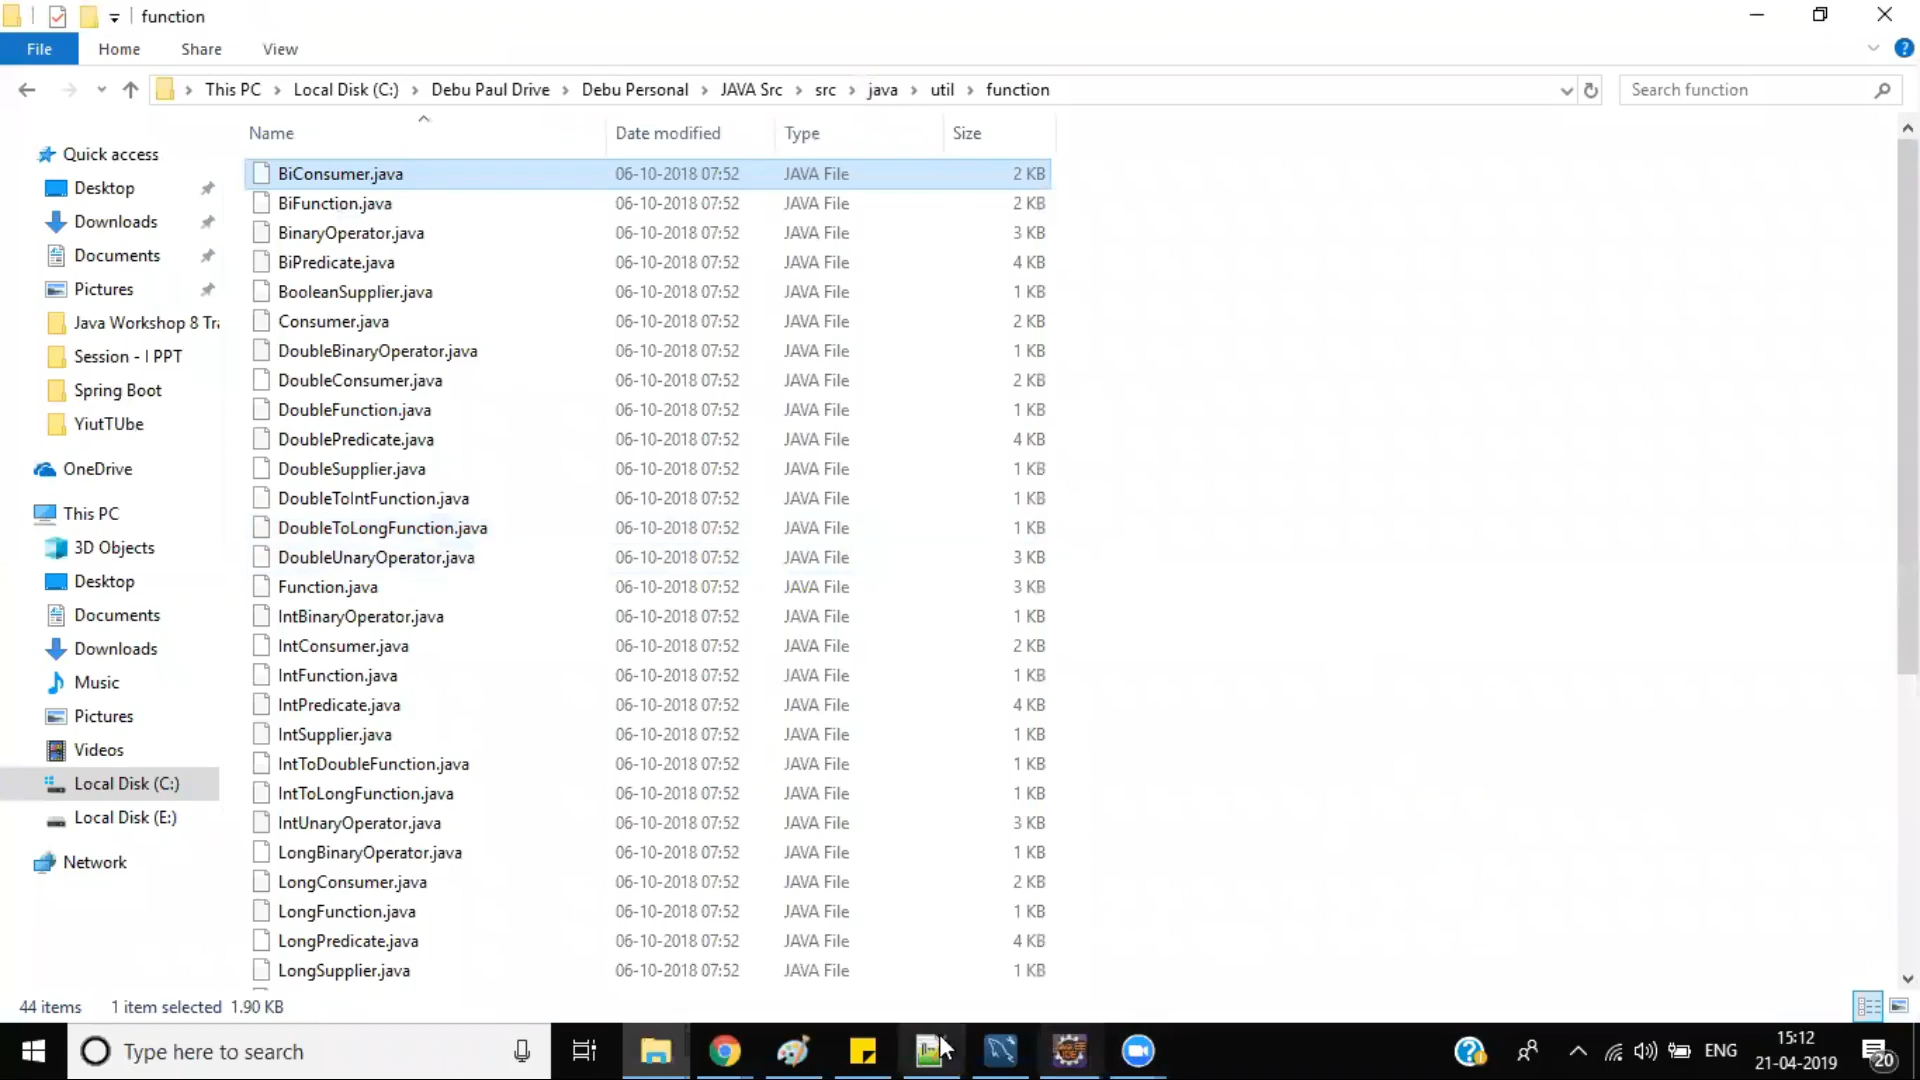 function
File Home Share View
This PC Local Disk (C:) Debu Paul Drive Debu Personal JAVA Src src java util function Search function
Name Date modified Type Size
Quick access
Desktop
Downloads
Documents
Pictures
Java Workshop 8 Tra
Session - I PPT
Spring Boot
YiutTUbe
OneDrive
This PC
3D Objects
Desktop
Documents
Downloads
Music
Pictures
Videos
Local Disk (C:)
Local Disk (E:)
Network
BiConsumer.java 06-10-2018 07:52 JAVA File 2 KB
BiFunction.java 06-10-2018 07:52 JAVA File 2 KB
BinaryOperator.java 06-10-2018 07:52 JAVA File 3 KB
BiPredicate.java 06-10-2018 07:52 JAVA File 4 KB
BooleanSupplier.java 06-10-2018 07:52 JAVA File 1 KB
Consumer.java 06-10-2018 07:52 JAVA File 2 KB
DoubleBinaryOperator.java 06-10-2018 07:52 JAVA File 1 KB
DoubleConsumer.java 06-10-2018 07:52 JAVA File 2 KB
DoubleFunction.java 06-10-2018 07:52 JAVA File 1 KB
DoublePredicate.java 06-10-2018 07:52 JAVA File 4 KB
DoubleSupplier.java 06-10-2018 07:52 JAVA File 1 KB
DoubleToIntFunction.java 06-10-2018 07:52 JAVA File 1 KB
DoubleToLongFunction.java 06-10-2018 07:52 JAVA File 1 KB
DoubleUnaryOperator.java 06-10-2018 07:52 JAVA File 3 KB
Function.java 06-10-2018 07:52 JAVA File 3 KB
IntBinaryOperator.java 06-10-2018 07:52 JAVA File 1 KB
IntConsumer.java 06-10-2018 07:52 JAVA File 2 KB
IntFunction.java 06-10-2018 07:52 JAVA File 1 KB
IntPredicate.java 06-10-2018 07:52 JAVA File 4 KB
IntSupplier.java 06-10-2018 07:52 JAVA File 1 KB
IntToDoubleFunction.java 06-10-2018 07:52 JAVA File 1 KB
IntToLongFunction.java 06-10-2018 07:52 JAVA File 1 KB
IntUnaryOperator.java 06-10-2018 07:52 JAVA File 3 KB
LongBinaryOperator.java 06-10-2018 07:52 JAVA File 1 KB
LongConsumer.java 06-10-2018 07:52 JAVA File 2 KB
LongFunction.java 06-10-2018 07:52 JAVA File 1 KB
LongPredicate.java 06-10-2018 07:52 JAVA File 4 KB
LongSupplier.java 06-10-2018 07:52 JAVA File 1 KB
44 items 1 item selected 1.90 KB
Type here to search
ENG
15:12
21-04-2019
20